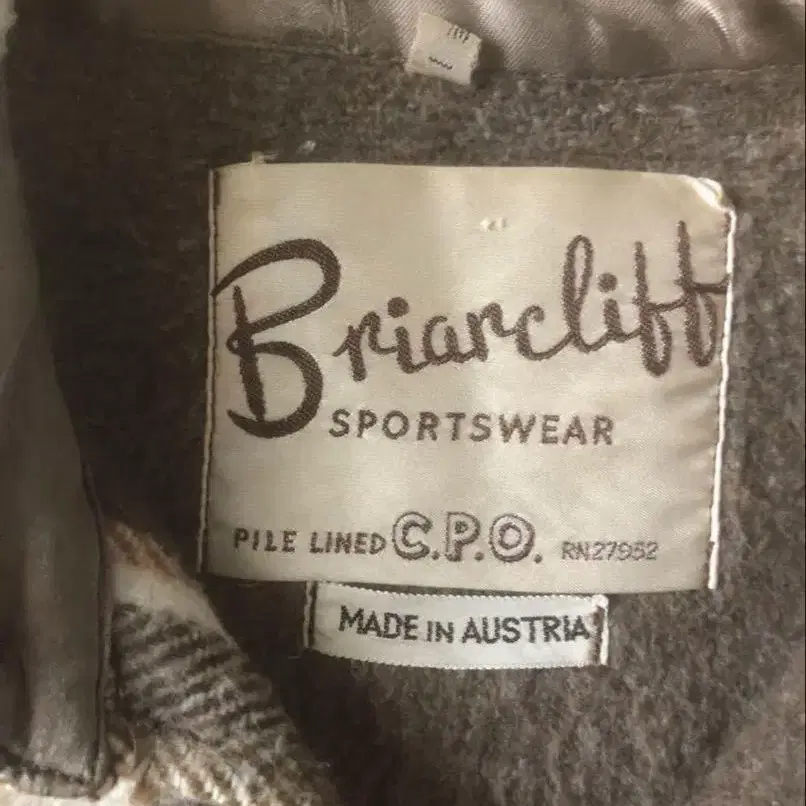 Briarcliff
SPORTSWEAR
PILE LINED C.P.O. RN27952
MADE IN AUSTRIA